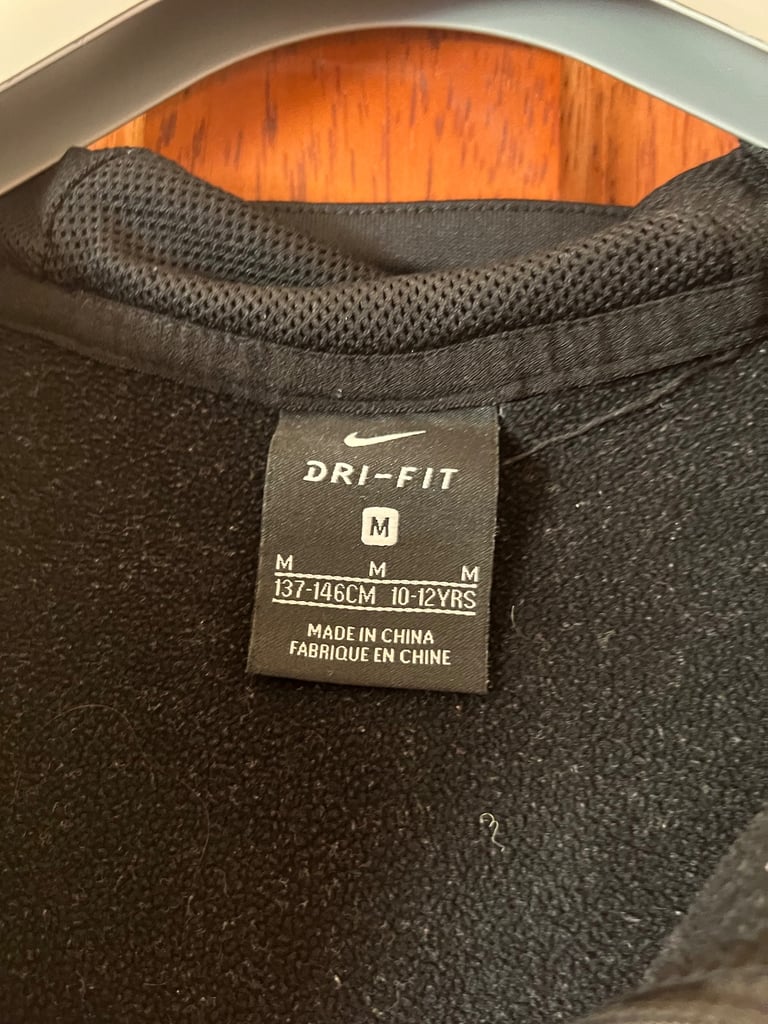 DRI-FIT
M
M M M
137-146CM 10-12YRS
MADE IN CHINA
FABRIQUE EN CHINE